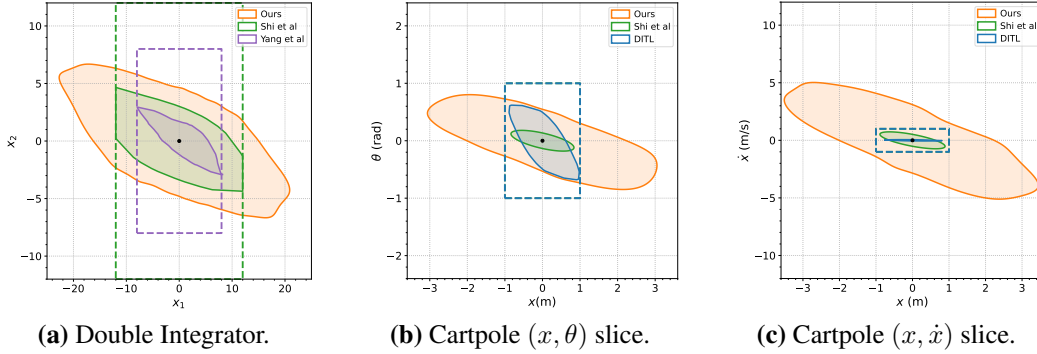 Ours
Shi et al
Yang et al
10
5
0
−5
−10
x₂
−20
−10
0
10
20
x₁
(a) Double Integrator.
Ours
Shi et al
DITL
2
1
0
−1
−2
θ (rad)
−3
−2
−1
0
1
2
3
x(m)
(b) Cartpole (x, θ) slice.
Ours
Shi et al
DITL
10
5
0
−5
−10
ẋ (m/s)
−3
−2
−1
0
1
2
3
x (m)
(c) Cartpole (x, ẋ) slice.